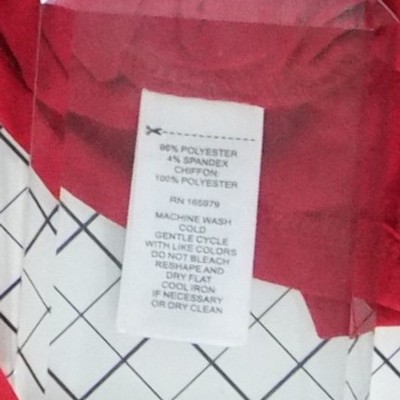 96% POLYESTER
4% SPANDEX
CHIFFON:
100% POLYESTER
RN 165979
MACHINE WASH
COLD
GENTLE CYCLE
WITH LIKE COLORS
DO NOT BLEACH
RESHAPE AND
DRY FLAT
COOL IRON
IF NECESSARY
OR DRY CLEAN